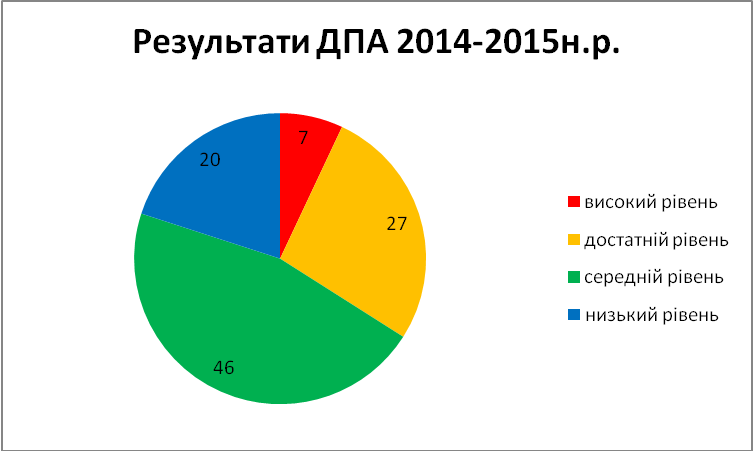 Результати ДПА 2014-2015н.р.
7
20
27
46
високий рівень
достатній рівень
середній рівень
низький рівень